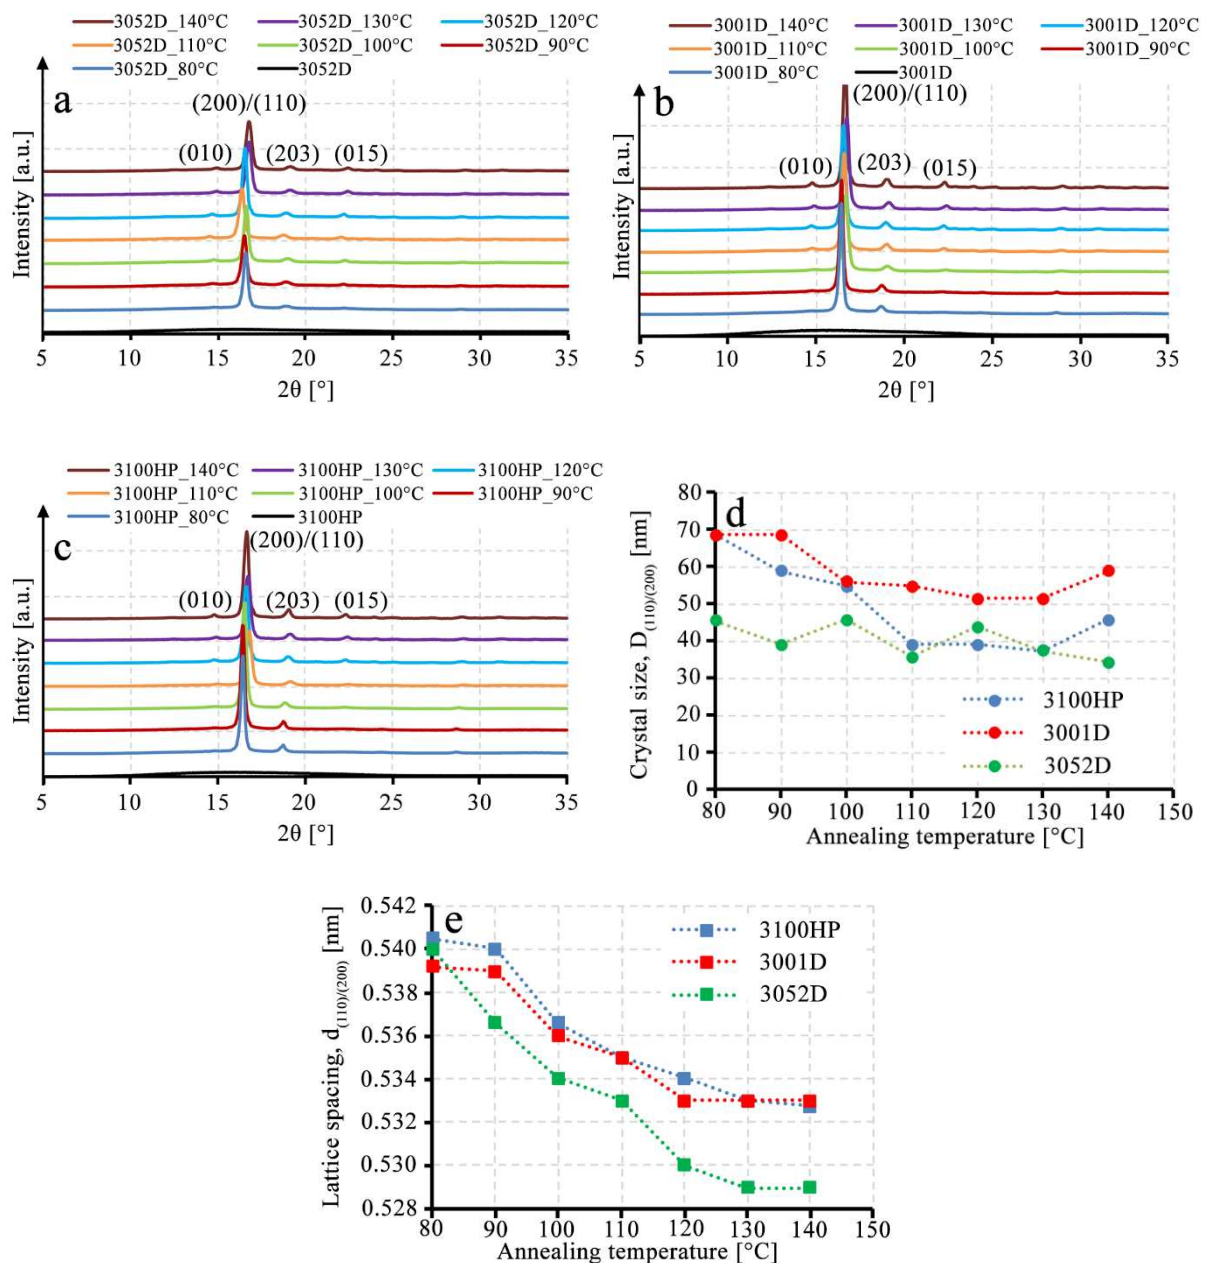 3052D_140°C 3052D_130°C 3052D_120°C
3052D_110°C 3052D_100°C 3052D_90°C
3052D_80°C 3052D
a
(200)/(110)
(010) (203) (015)
Intensity [a.u.]
5 10 15 20 25 30 35
2θ [°]
3001D_140°C 3001D_130°C 3001D_120°C
3001D_110°C 3001D_100°C 3001D_90°C
3001D_80°C 3001D
b
(200)/(110)
(010) (203) (015)
Intensity [a.u.]
5 10 15 20 25 30 35
2θ [°]
3100HP_140°C 3100HP_130°C 3100HP_120°C
3100HP_110°C 3100HP_100°C 3100HP_90°C
3100HP_80°C 3100HP
c
(200)/(110)
(010) (203) (015)
Intensity [a.u.]
5 10 15 20 25 30 35
2θ [°]
d
Crystal size, D(110)/(200) [nm]
80
70
60
50
40
30
20
10
0
3100HP
3001D
3052D
80 90 100 110 120 130 140 150
Annealing temperature [°C]
e
Lattice spacing, d(110)/(200) [nm]
0.542
0.540
0.538
0.536
0.534
0.532
0.530
0.528
3100HP
3001D
3052D
80 90 100 110 120 130 140 150
Annealing temperature [°C]